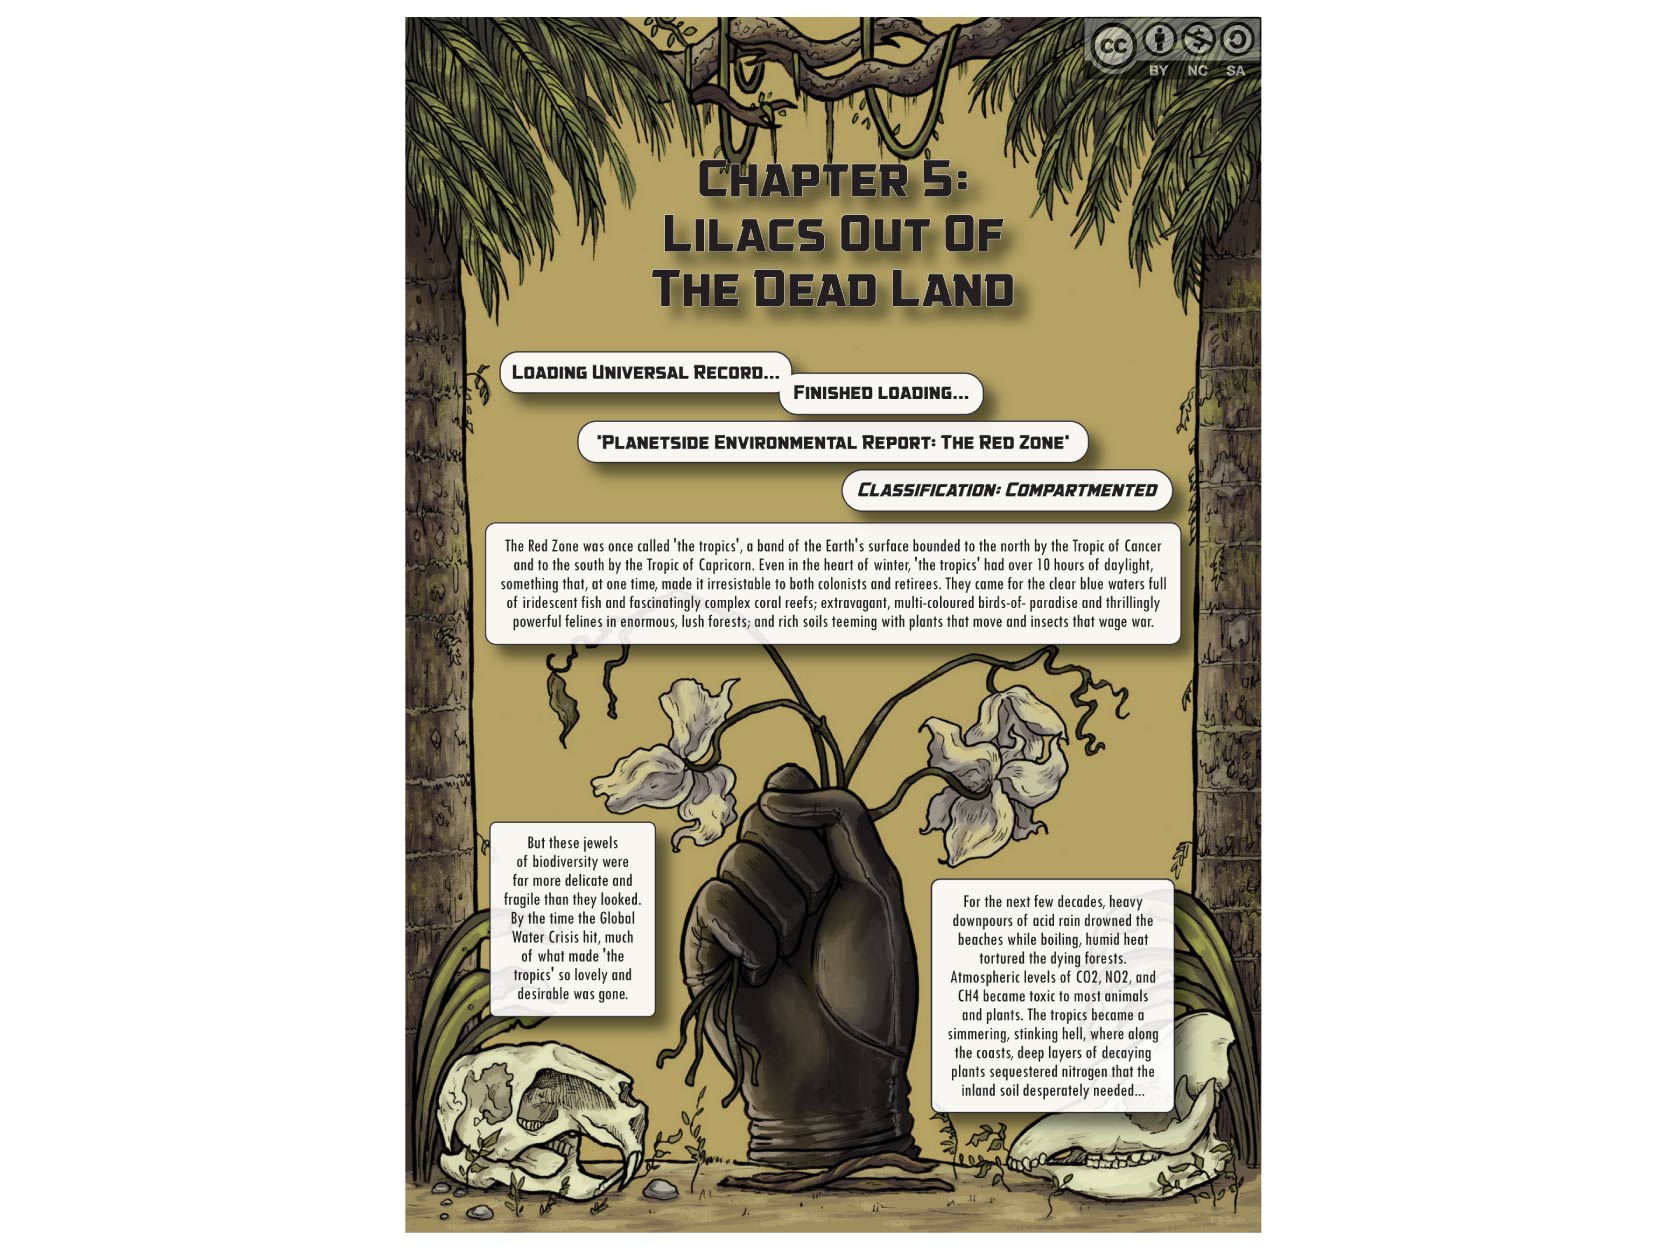 CC
BY NC SA
Chapter 5:
Lilacs Out Of
The Dead Land
Loading Universal Record...
Finished loading...
'Planetside Environmental Report: The Red Zone'
Classification: Compartmented
The Red Zone was once called 'the tropics', a band of the Earth's surface bounded to the north by the Tropic of Cancer
and to the south by the Tropic of Capricorn. Even in the heart of winter, 'the tropics' had over 10 hours of daylight,
something that, at one time, made it irresistable to both colonists and retirees. They came for the clear blue waters full
of iridescent fish and fascinatingly complex coral reefs; extravagant, multi-coloured birds-of- paradise and thrillingly
powerful felines in enormous, lush forests; and rich soils teeming with plants that move and insects that wage war.
But these jewels
of biodiversity were
far more delicate and
fragile than they looked.
By the time the Global
Water Crisis hit, much
of what made 'the
tropics' so lovely and
desirable was gone.
For the next few decades, heavy
downpours of acid rain drowned the
beaches while boiling, humid heat
tortured the dying forests.
Atmospheric levels of CO2, NO2, and
CH4 became toxic to most animals
and plants. The tropics became a
simmering, stinking hell, where along
the coasts, deep layers of decaying
plants sequestered nitrogen that the
inland soil desperately needed...